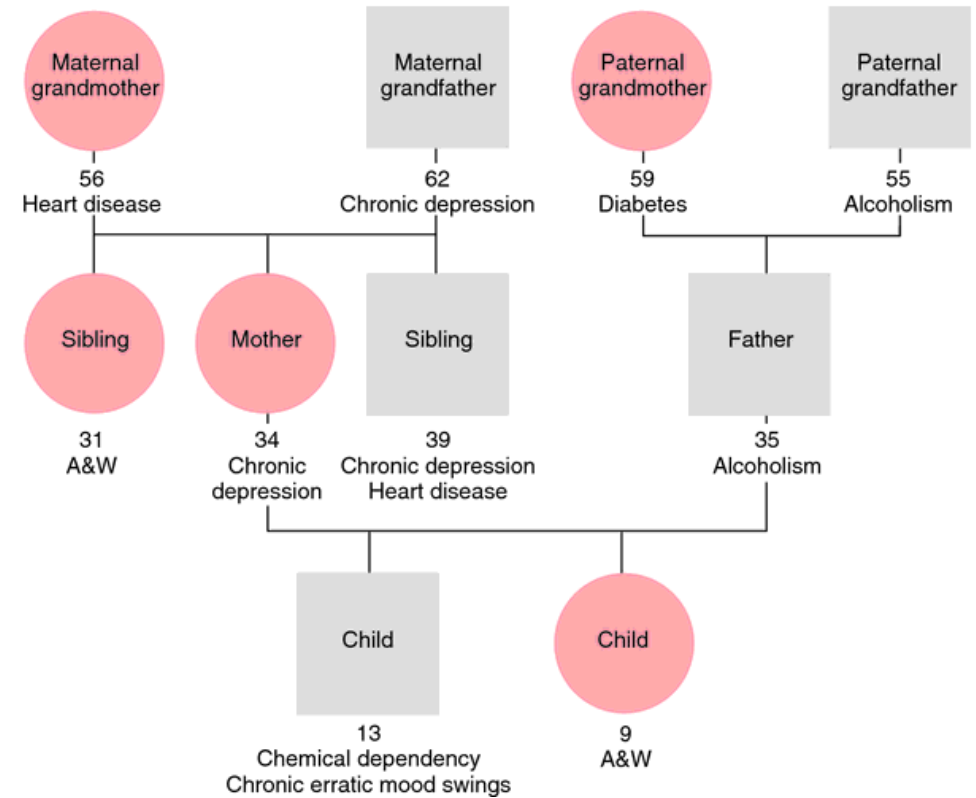 Maternal
grandmother
Maternal
grandfather
Paternal
grandmother
Paternal
grandfather
56
Heart disease
62
Chronic depression
59
Diabetes
55
Alcoholism
Sibling
Mother
Sibling
Father
31
A&W
34
Chronic
depression
39
Chronic depression
Heart disease
35
Alcoholism
Child
Child
13
Chemical dependency
Chronic erratic mood swings
9
A&W